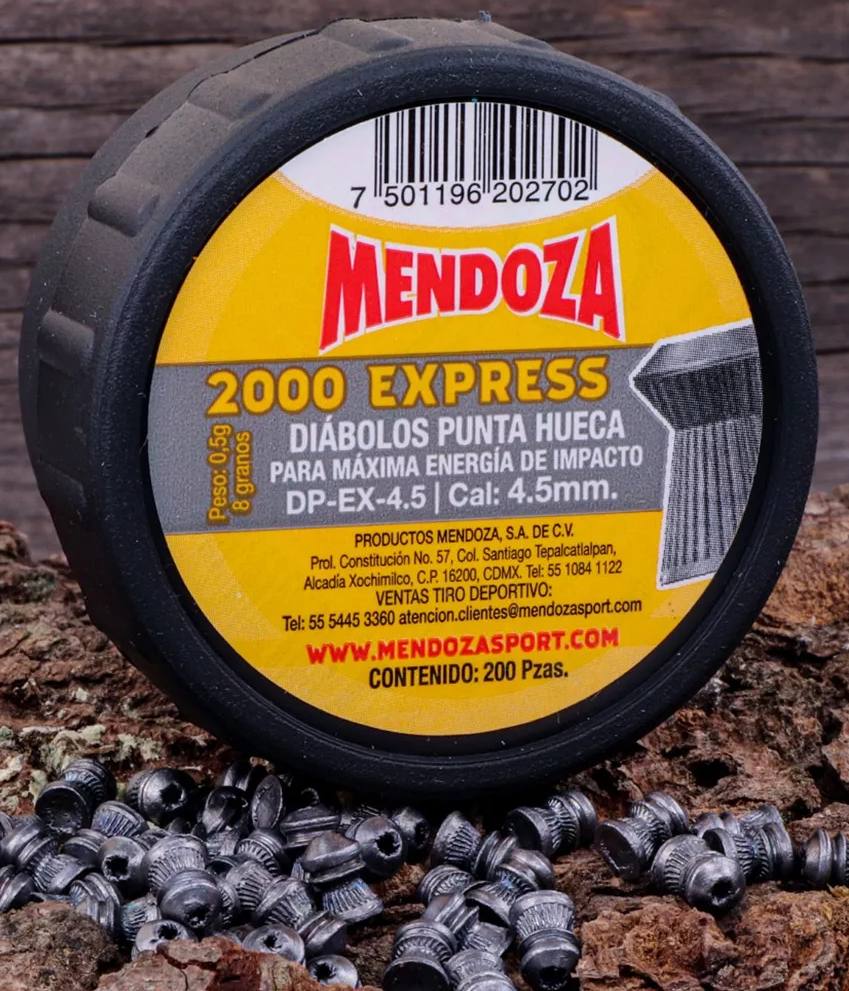 7 501196 202702
MENDOZA
2000 EXPRESS
Peso: 0,5g
8 granos
DIÁBOLOS PUNTA HUECA
PARA MÁXIMA ENERGÍA DE IMPACTO
DP-EX-4.5 | Cal: 4.5mm.
PRODUCTOS MENDOZA, S.A. DE C.V.
Prol. Constitución No. 57, Col. Santiago Tepalcatlalpan,
Alcadía Xochimilco, C.P. 16200, CDMX. Tel: 55 1084 1122
VENTAS TIRO DEPORTIVO:
Tel: 55 5445 3360 atencion.clientes@mendozasport.com
WWW.MENDOZASPORT.COM
CONTENIDO: 200 Pzas.